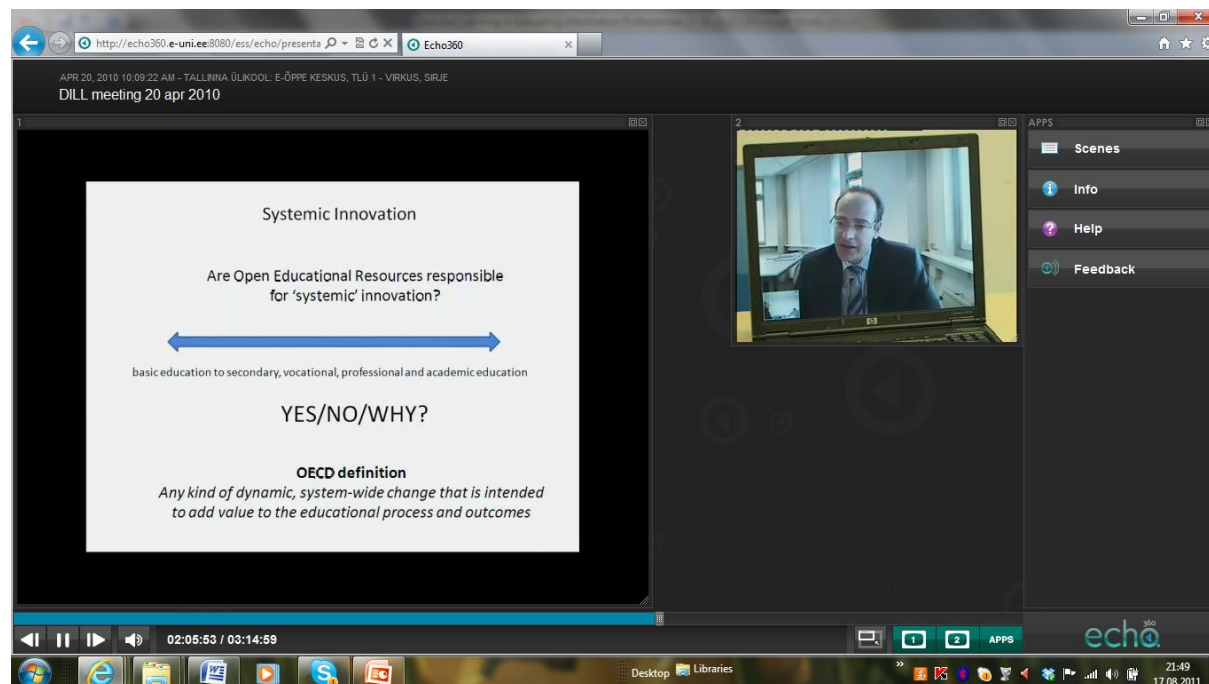 http://echo360.e-uni.ee:8080/ess/echo/presenta
Echo360
APR 20, 2010 10:09:22 AM - TALLINNA ÜLIKOOL: E-ÕPPE KESKUS, TLÜ 1 - VIRKUS, SIRJE
DILL meeting 20 apr 2010
1
2
APPS
Systemic Innovation
Are Open Educational Resources responsible
for ‘systemic’ innovation?
basic education to secondary, vocational, professional and academic education
YES/NO/WHY?
OECD definition
Any kind of dynamic, system-wide change that is intended
to add value to the educational process and outcomes
hp
Scenes
Info
Help
Feedback
02:05:53 / 03:14:59
1
2
APPS
echo360
Desktop
Libraries
21:49
17.08.2011